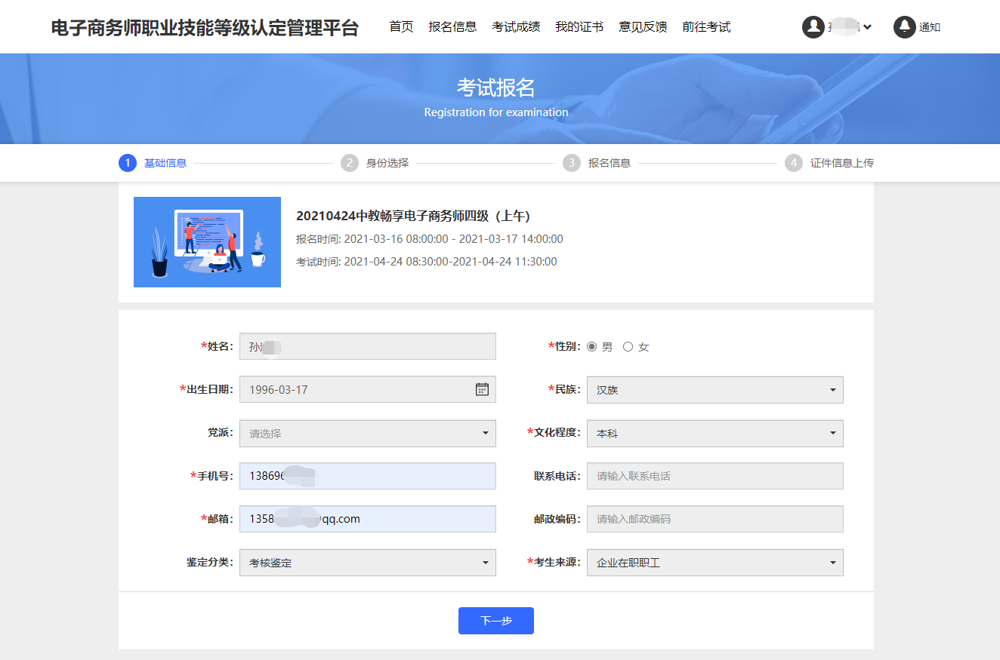 电子商务师职业技能等级认定管理平台 首页 报名信息 考试成绩 我的证书 意见反馈 前往考试 通知
考试报名
Registration for examination
1 基础信息 2 身份选择 3 报名信息 4 证件信息上传
20210424中教畅享电子商务师四级（上午）
报名时间: 2021-03-16 08:00:00 - 2021-03-17 14:00:00
考试时间: 2021-04-24 08:30:00-2021-04-24 11:30:00
*姓名: 孙 *性别: 男 女
*出生日期: 1996-03-17 *民族: 汉族
党派: 请选择 *文化程度: 本科
*手机号: 13869 联系电话: 请输入联系电话
*邮箱: 1358 qq.com 邮政编码: 请输入邮政编码
鉴定分类: 考核鉴定 *考生来源: 企业在职职工
下一步